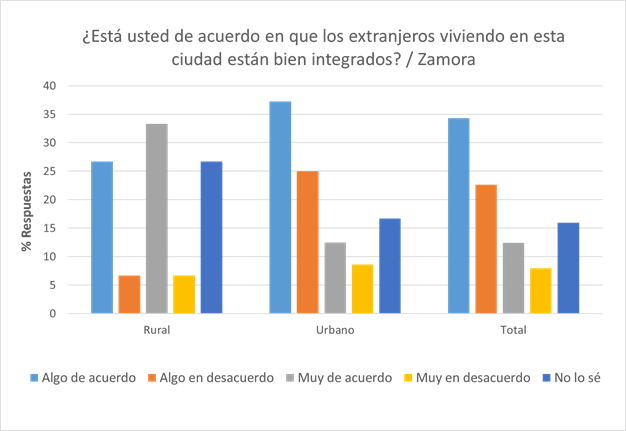 ¿Está usted de acuerdo en que los extranjeros viviendo en esta
ciudad están bien integrados? / Zamora
40
35
30
25
20
15
10
5
0
% Respuestas
Rural Urbano Total
Algo de acuerdo Algo en desacuerdo Muy de acuerdo Muy en desacuerdo No lo sé